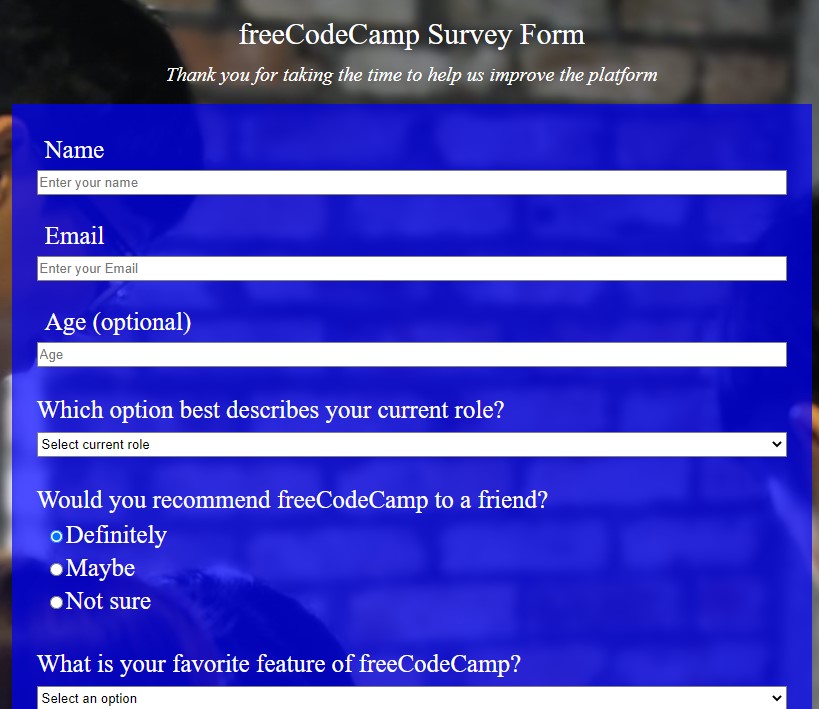 freeCodeCamp Survey Form
Thank you for taking the time to help us improve the platform
Name
Enter your name
Email
Enter your Email
Age (optional)
Age
Which option best describes your current role?
Select current role
Would you recommend freeCodeCamp to a friend?
Definitely
Maybe
Not sure
What is your favorite feature of freeCodeCamp?
Select an option